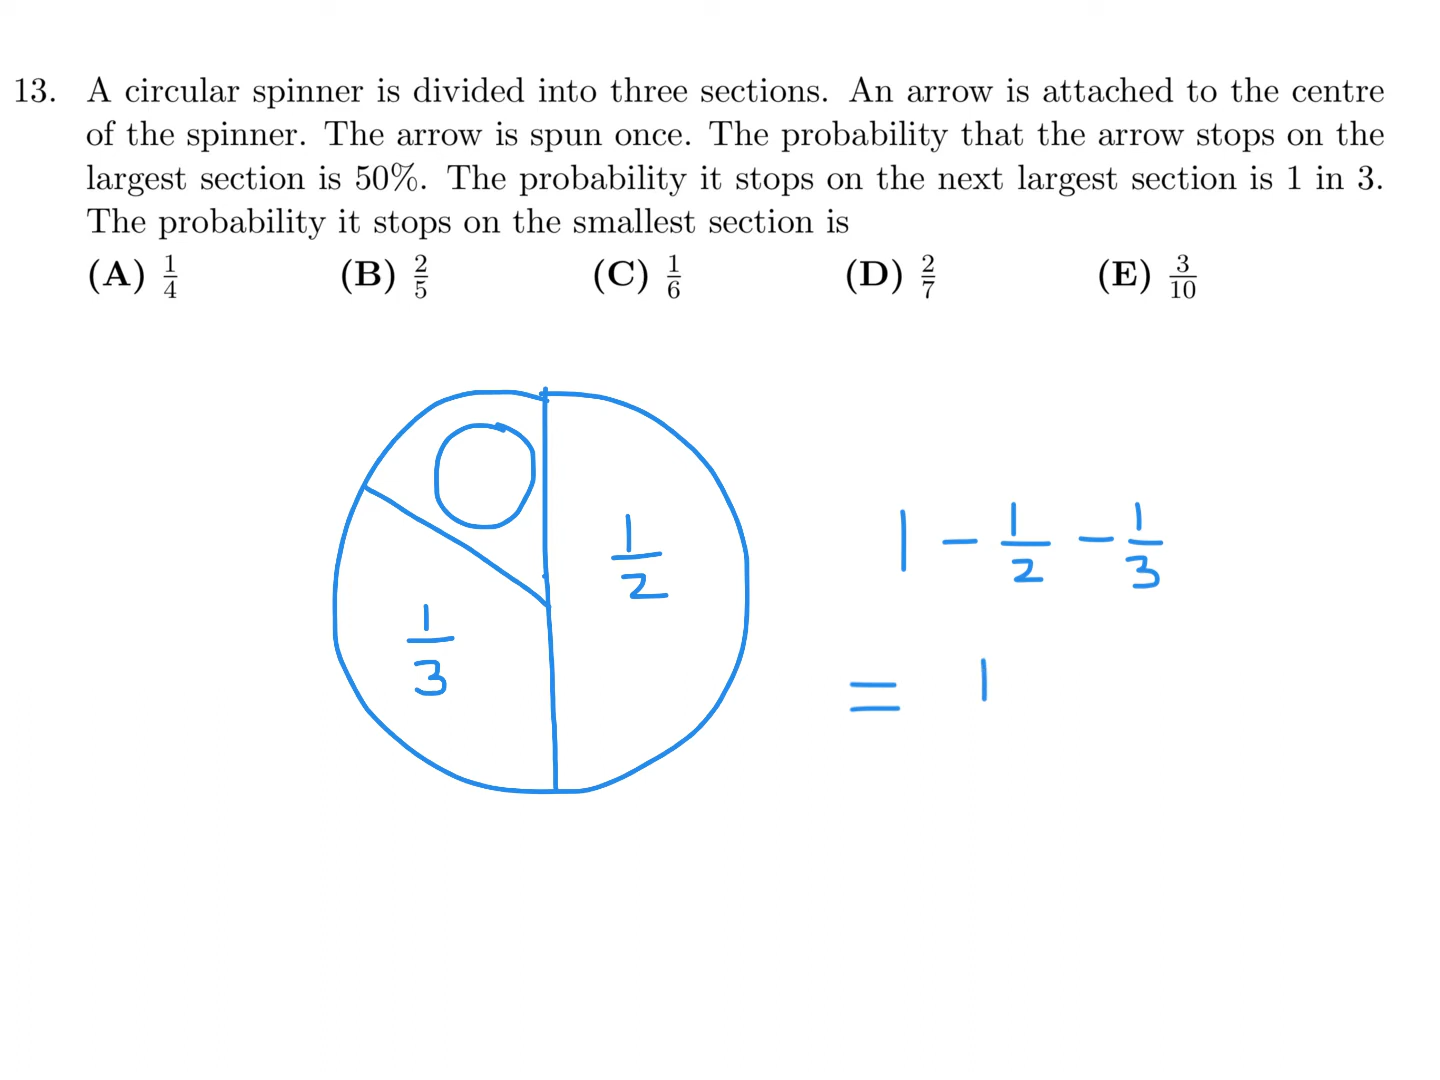 13. A circular spinner is divided into three sections. An arrow is attached to the centre
of the spinner. The arrow is spun once. The probability that the arrow stops on the
largest section is 50%. The probability it stops on the next largest section is 1 in 3.
The probability it stops on the smallest section is
(A) 1/4 (B) 2/5 (C) 1/6 (D) 2/7 (E) 3/10
1/2
1/3
1 - 1/2 - 1/3
= 1